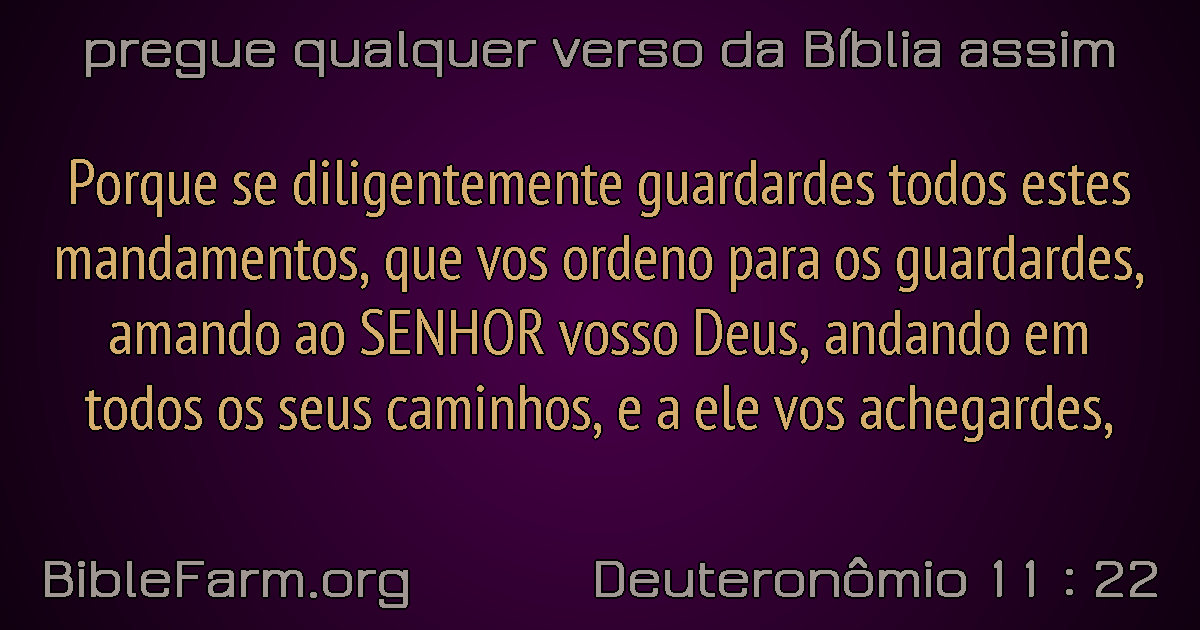 pregue qualquer verso da Bíblia assim
Porque se diligentemente guardardes todos estes
mandamentos, que vos ordeno para os guardardes,
amando ao SENHOR vosso Deus, andando em
todos os seus caminhos, e a ele vos achegardes,
BibleFarm.org Deuteronômio 11 : 22